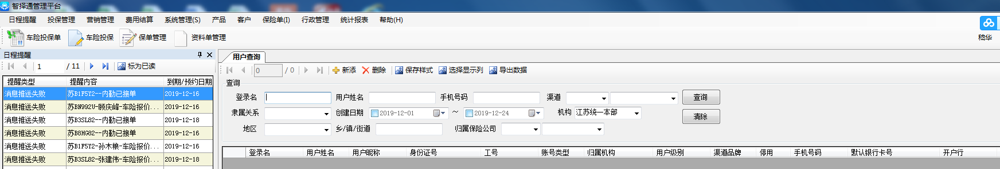 智择通管理平台
日程提醒 投保管理 营销管理 费用结算 系统管理(S) 产品 客户 保险单(I) 行政管理 统计报表 帮助(H)
车险投保单 车险投保 保单管理 资料单管理 嵇华
日程提醒
1 / 11 标为已读
提醒类型 提醒内容 到期/预约日期
消息推送失败 苏B1F5Y2--内勤已接单 2019-12-16
消息推送失败 苏BN992U-顾庆峰-车险报价... 2019-12-16
消息推送失败 苏B3SL82--内勤已接单 2019-12-18
消息推送失败 苏B8HG82--内勤已接单 2019-12-16
消息推送失败 苏B1F5Y2-孙木粮-车险报价... 2019-12-16
消息推送失败 苏B3SL82-张建伟-车险报价... 2019-12-18
用户查询
0 / 0 新添 删除 保存样式 选择显示列 导出数据
查询
登录名 用户姓名 手机号码 渠道 查询
隶属关系 创建日期 2019-12-01 ~ 2019-12-24 机构 江苏统一本部 清除
地区 乡/镇/街道 归属保险公司
登录名 用户姓名 用户昵称 身份证号 工号 账号类型 归属机构 用户级别 渠道品牌 停用 手机号码 默认银行卡号 开户行